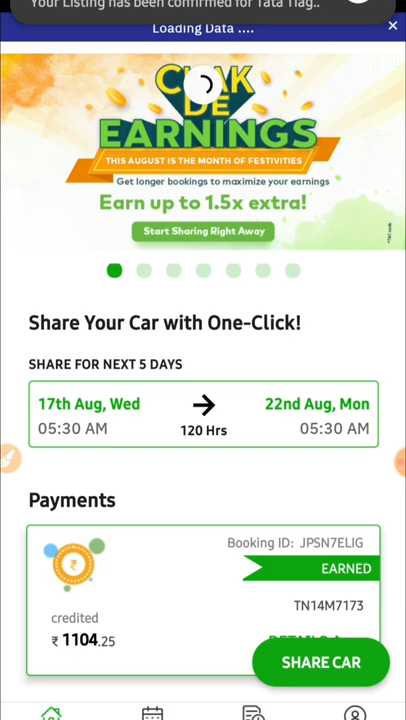 Your Listing has been confirmed for Tata Tiag..
Loading Data ....
×
CHAK
DE
EARNINGS
THIS AUGUST IS THE MONTH OF FESTIVITIES
Get longer bookings to maximize your earnings
Earn up to 1.5x extra!
Start Sharing Right Away
Share Your Car with One-Click!
SHARE FOR NEXT 5 DAYS
17th Aug, Wed → 22nd Aug, Mon
05:30 AM 120 Hrs 05:30 AM
Payments
Booking ID: JPSN7ELIG
₹ EARNED
TN14M7173
credited
₹ 1104.25
DETAILS
SHARE CAR